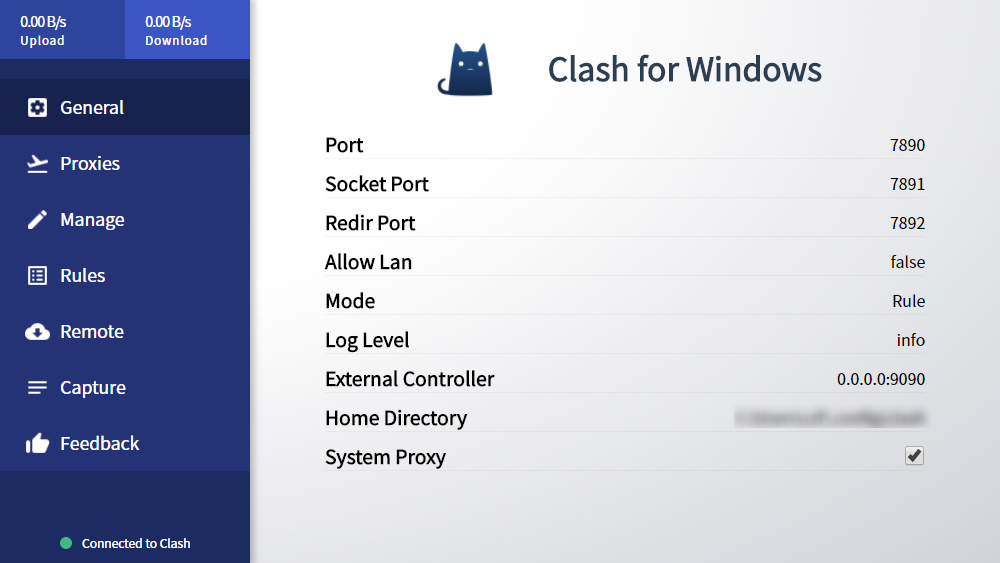 0.00 B/s
Upload
0.00 B/s
Download
General
Proxies
Manage
Rules
Remote
Capture
Feedback
Connected to Clash
Clash for Windows
Port 7890
Socket Port 7891
Redir Port 7892
Allow Lan false
Mode Rule
Log Level info
External Controller 0.0.0.0:9090
Home Directory
System Proxy